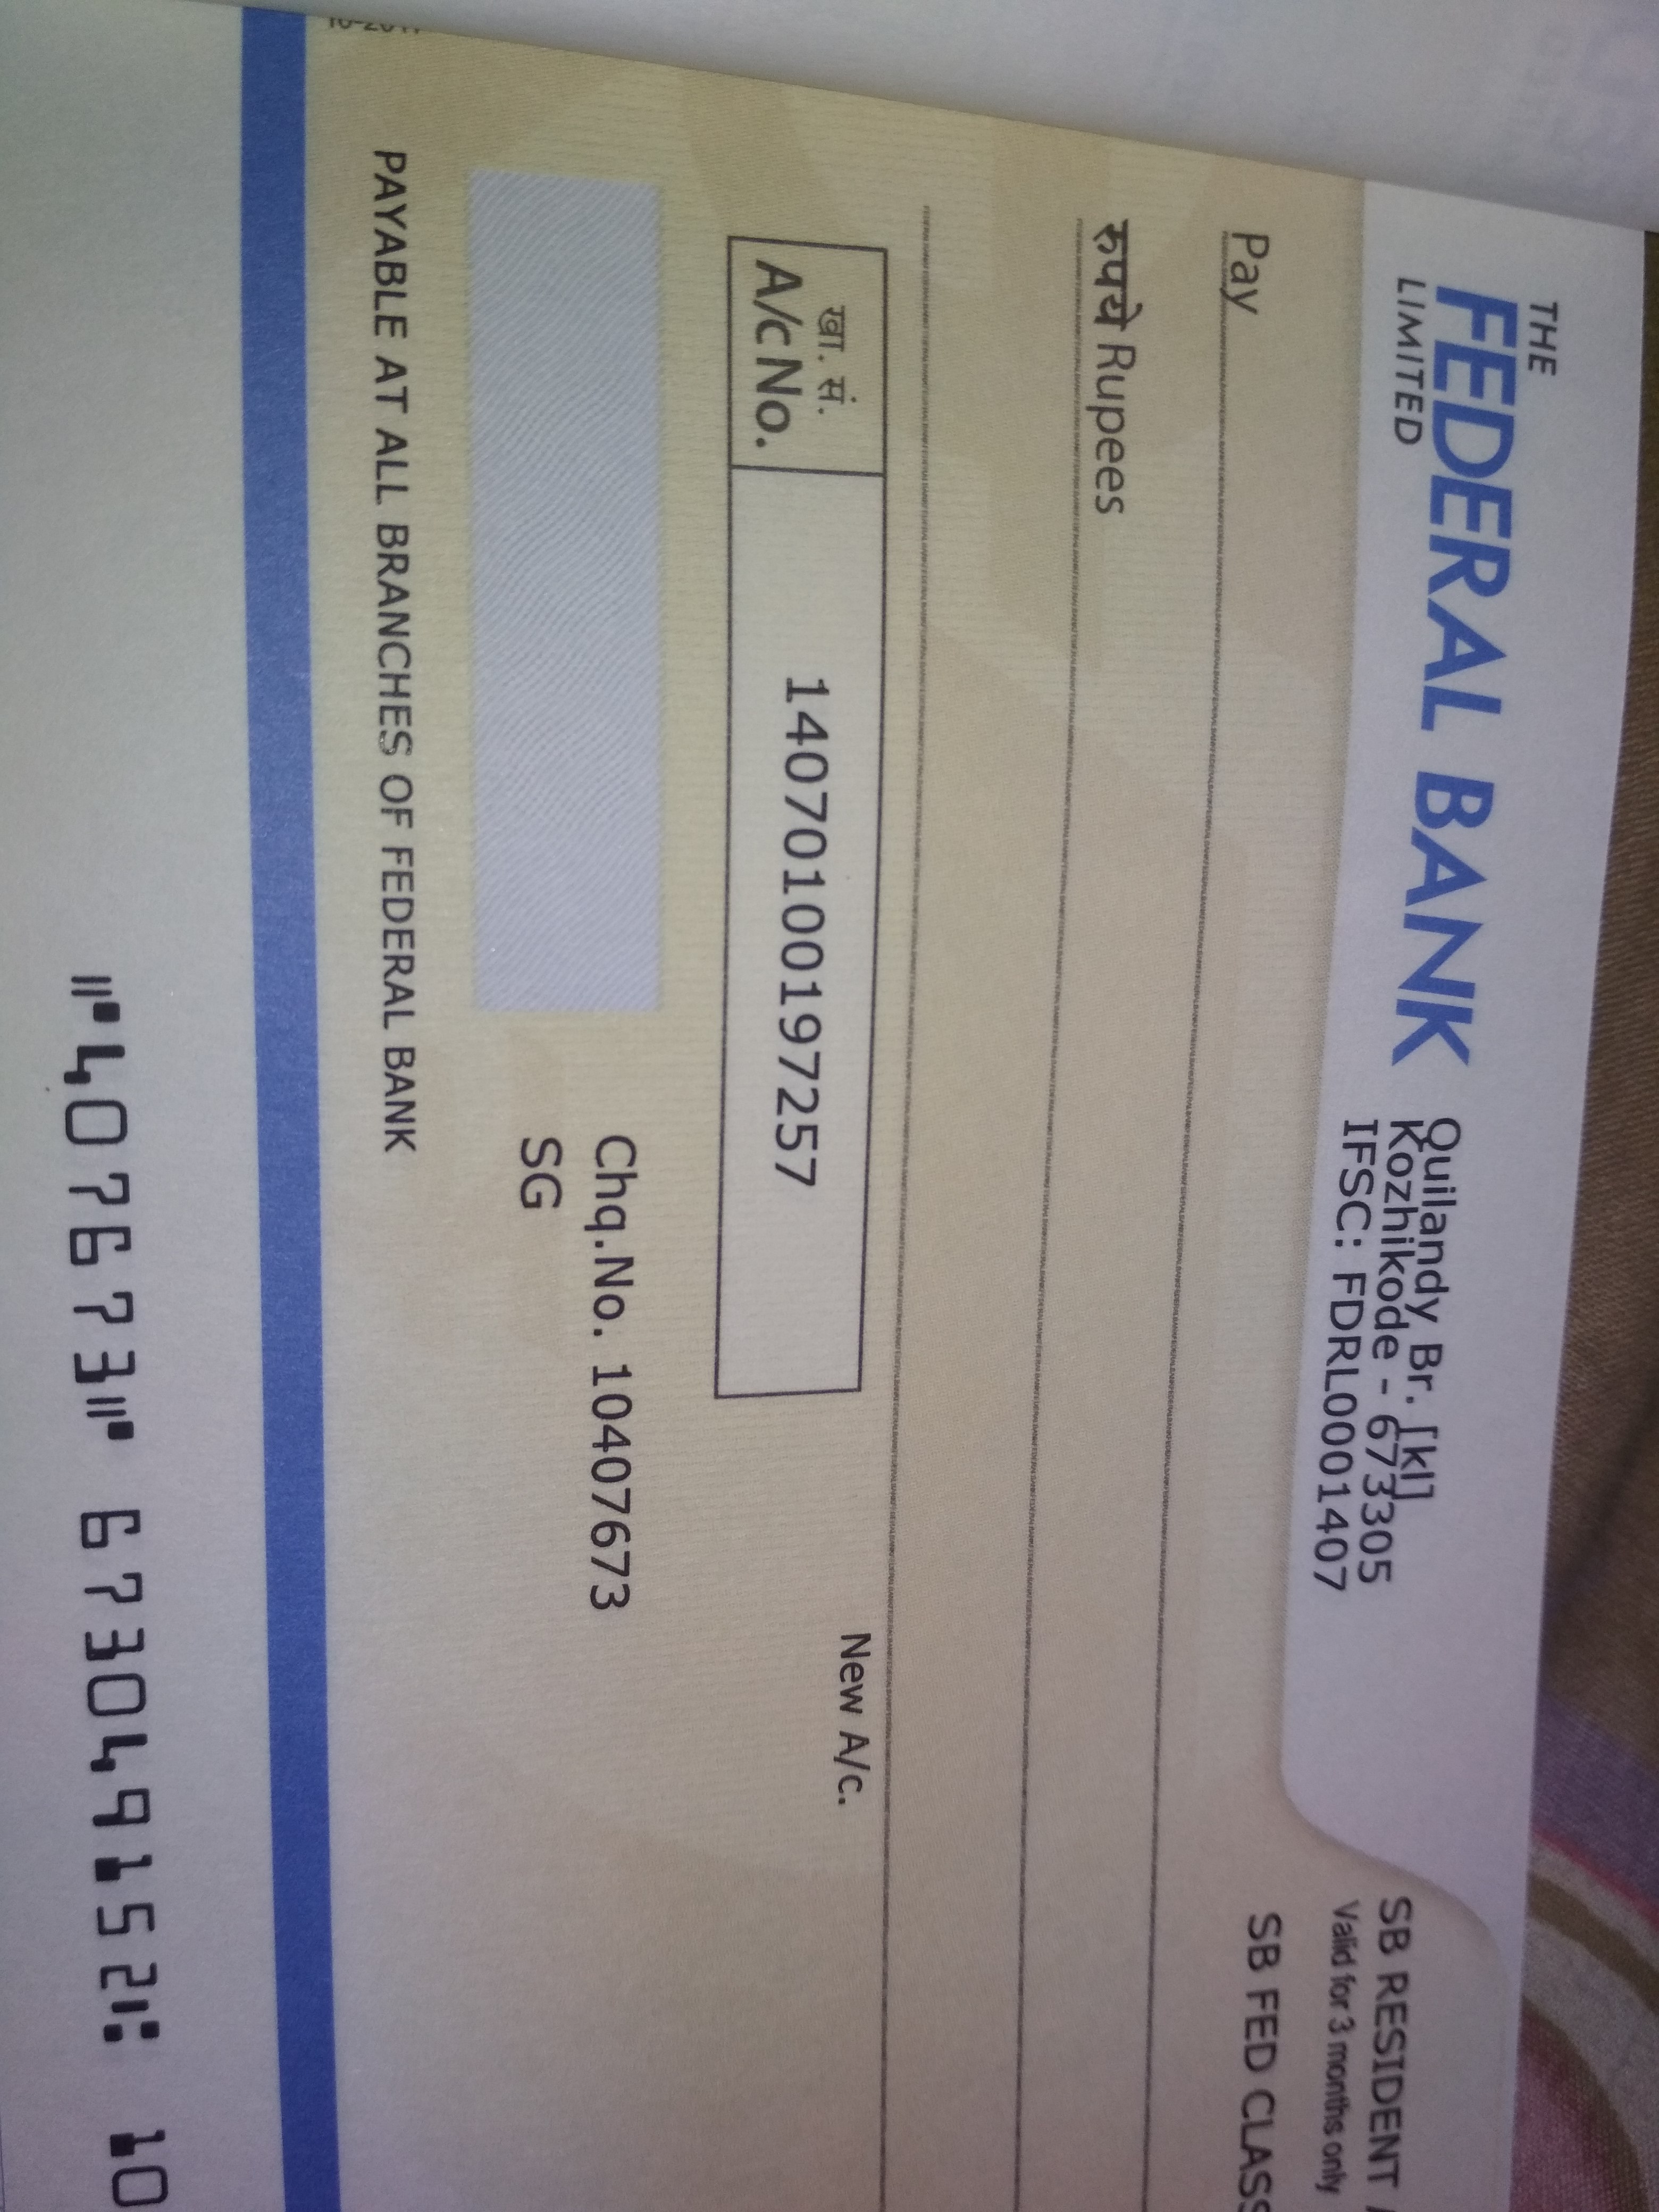 THE
FEDERAL BANK
LIMITED
Quilandy Br. [kl]
Kozhikode - 673305
IFSC: FDRL0001407
SB RESIDENT
Valid for 3 months only
SB FED CLASS
Pay
रुपये Rupees
New A/c.
खा. सं.
A/c No.
14070100197257
Chq.No. 10407673
SG
PAYABLE AT ALL BRANCHES OF FEDERAL BANK
⑈407673⑈ 673049152⑆ 10